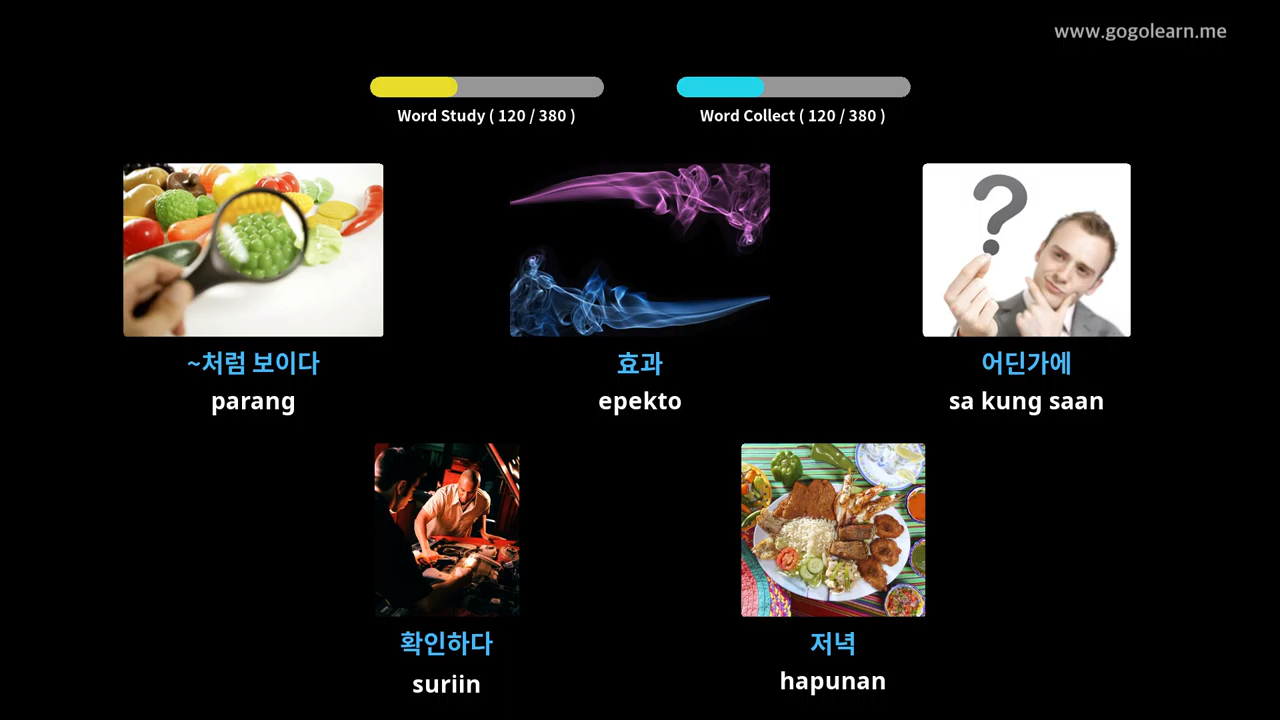 www.gogolearn.me
Word Study ( 120 / 380 )
Word Collect ( 120 / 380 )
~처럼 보이다
parang
효과
epekto
어딘가에
sa kung saan
확인하다
suriin
저녁
hapunan